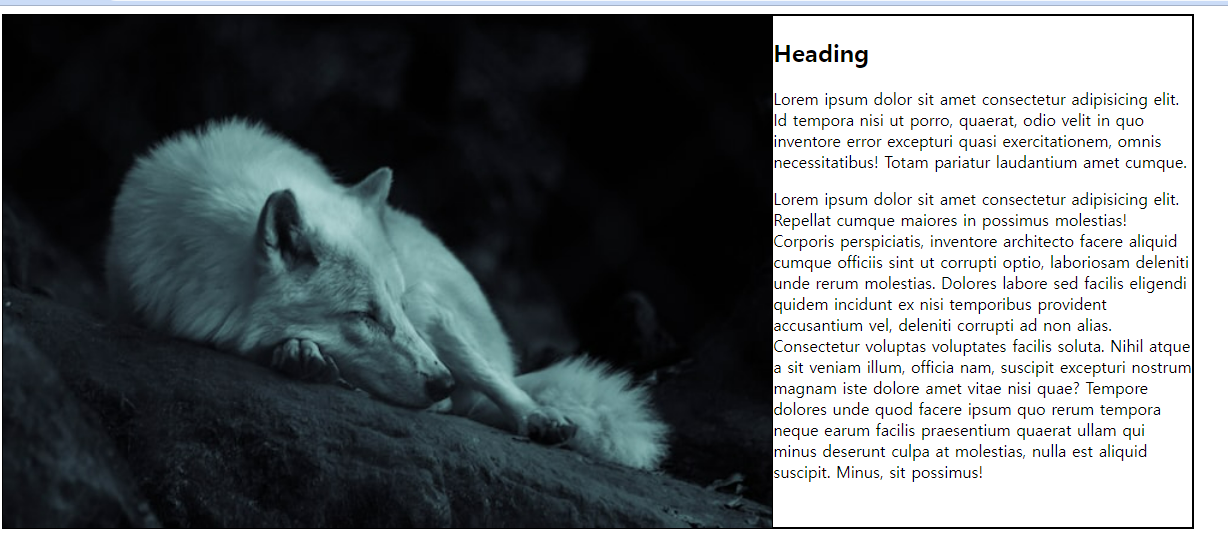 Heading
Lorem ipsum dolor sit amet consectetur adipisicing elit.
Id tempora nisi ut porro, quaerat, odio velit in quo
inventore error excepturi quasi exercitationem, omnis
necessitatibus! Totam pariatur laudantium amet cumque.
Lorem ipsum dolor sit amet consectetur adipisicing elit.
Repellat cumque maiores in possimus molestias!
Corporis perspiciatis, inventore architecto facere aliquid
cumque officiis sint ut corrupti optio, laboriosam deleniti
unde rerum molestias. Dolores labore sed facilis eligendi
quidem incidunt ex nisi temporibus provident
accusantium vel, deleniti corrupti ad non alias.
Consectetur voluptas voluptates facilis soluta. Nihil atque
a sit veniam illum, officia nam, suscipit excepturi nostrum
magnam iste dolore amet vitae nisi quae? Tempore
dolores unde quod facere ipsum quo rerum tempora
neque earum facilis praesentium quaerat ullam qui
minus deserunt culpa at molestias, nulla est aliquid
suscipit. Minus, sit possimus!